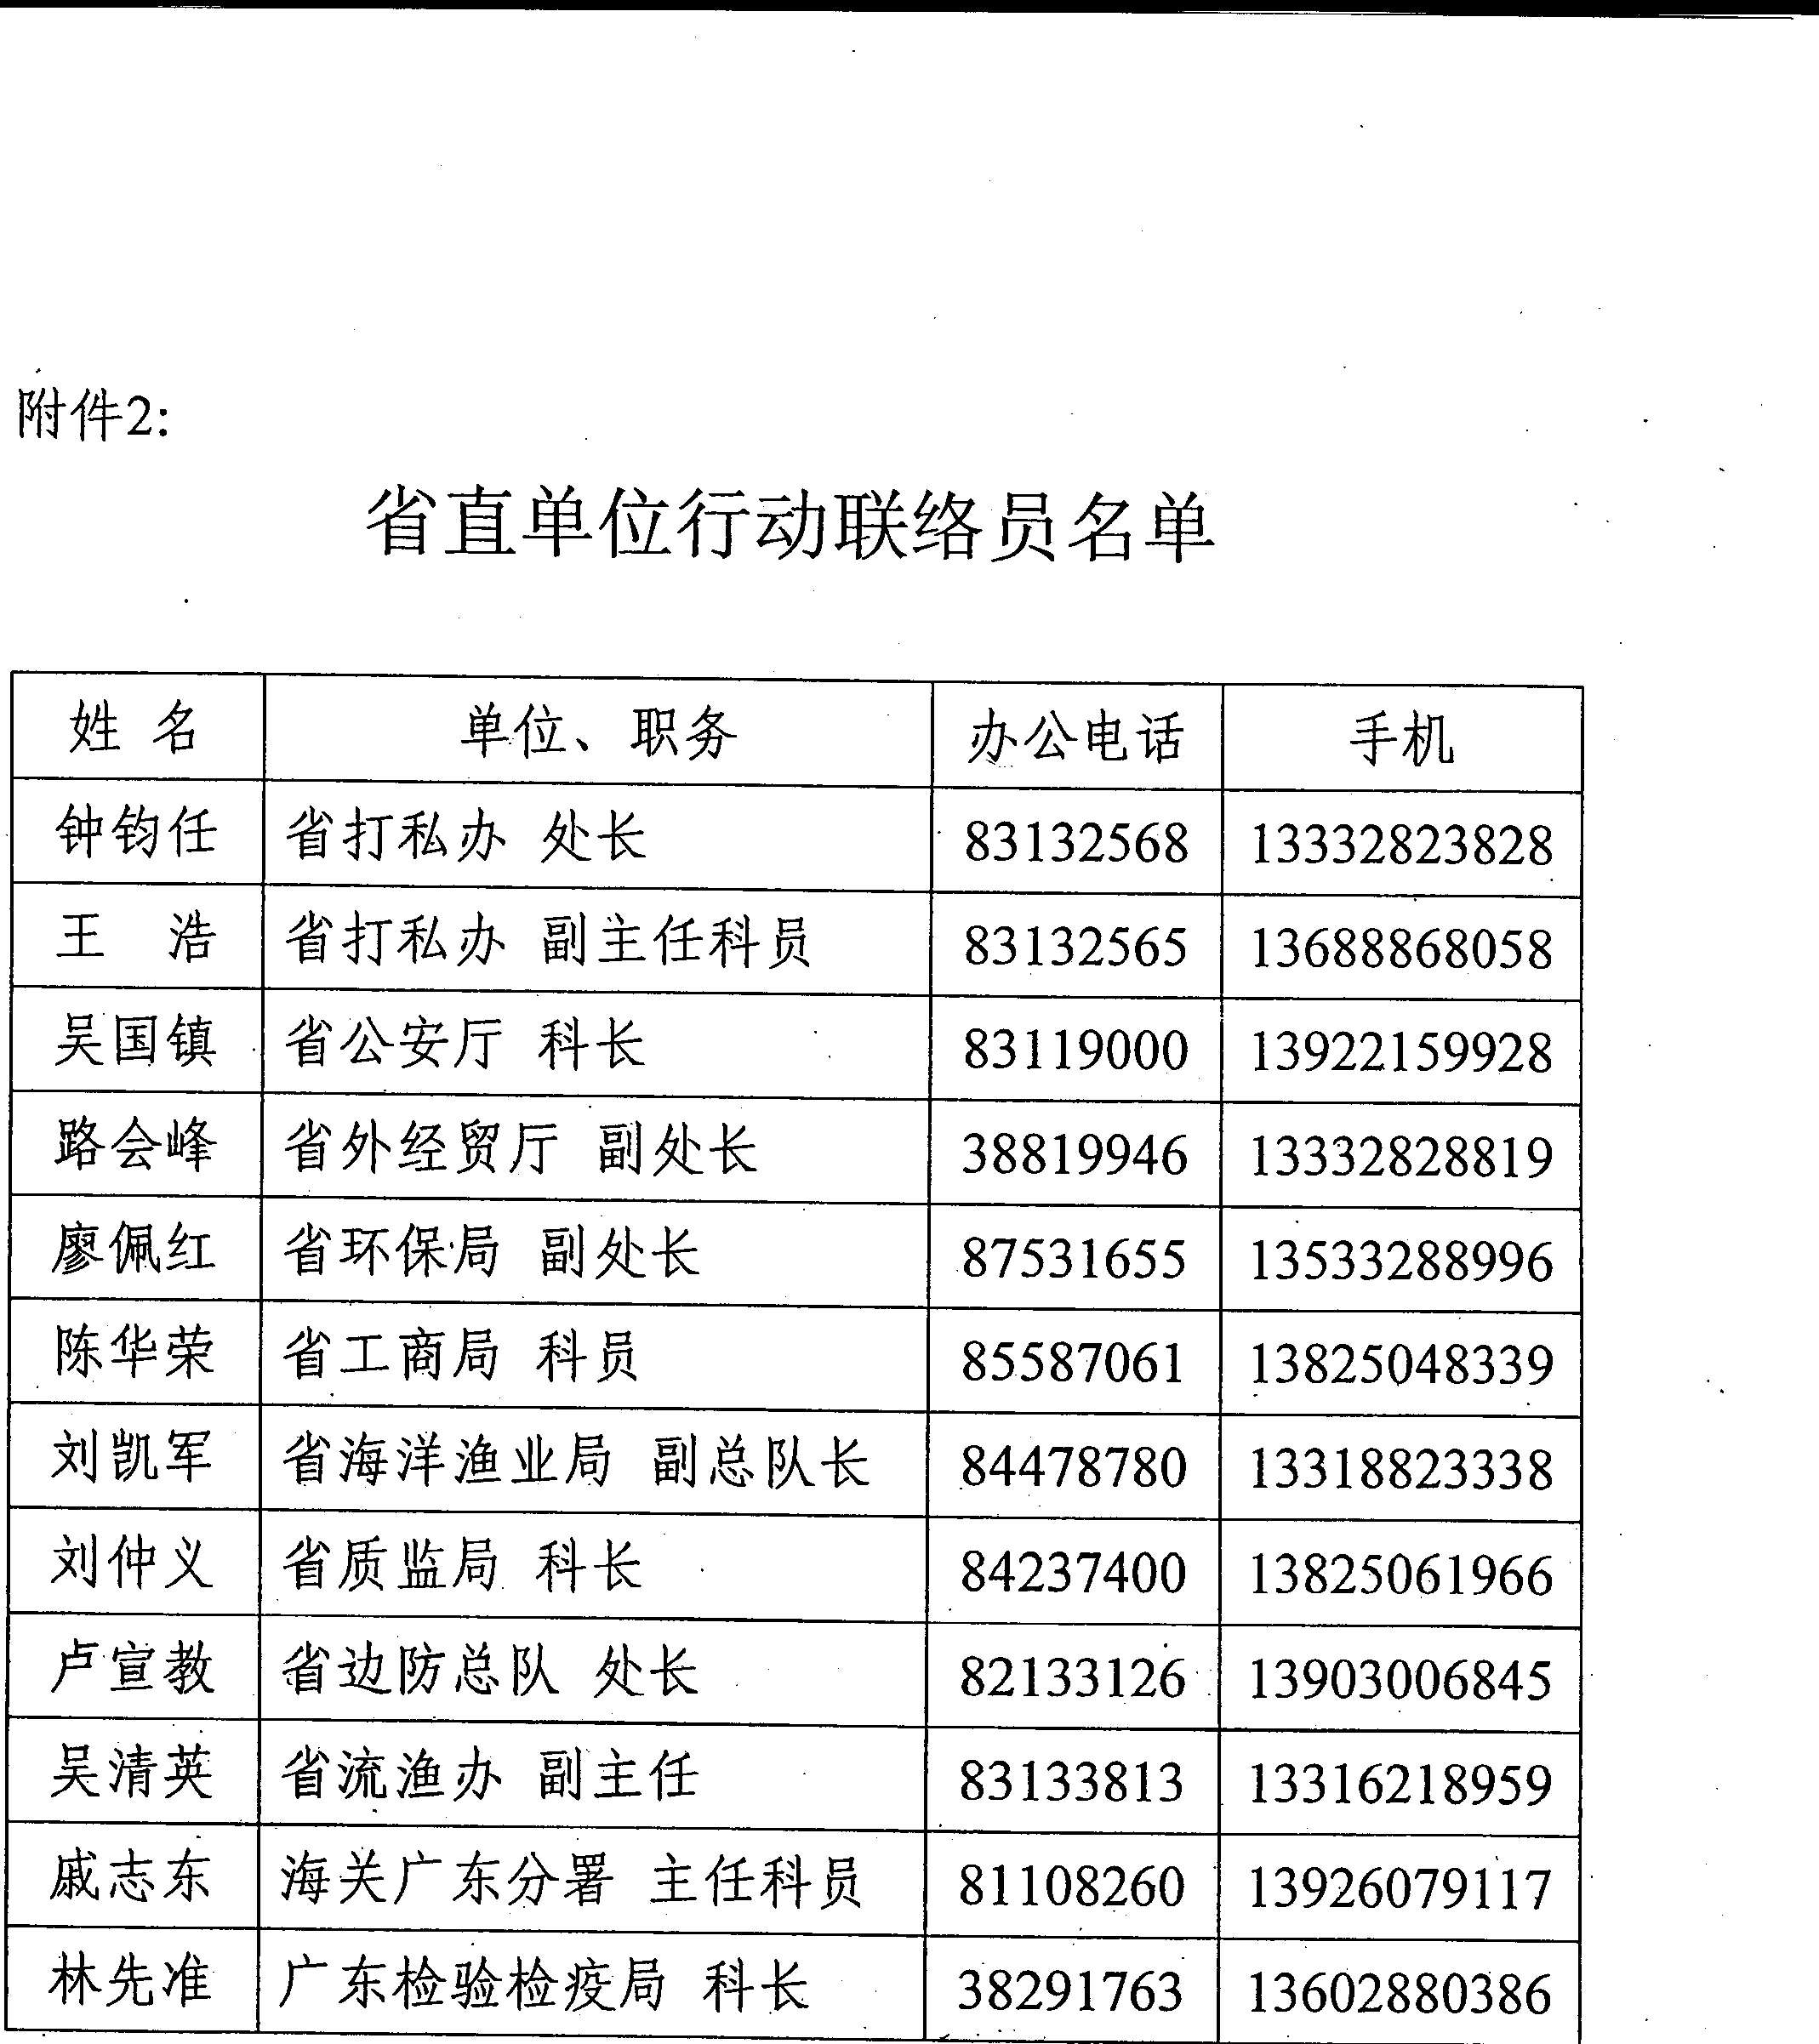 附件2:
省直单位行动联络员名单
姓 名 单位、职务 办公电话 手机
钟钧任 省打私办 处长 83132568 13332823828
王 浩 省打私办 副主任科员 83132565 13688868058
吴国镇 省公安厅 科长 83119000 13922159928
路会峰 省外经贸厅 副处长 38819946 13332828819
廖佩红 省环保局 副处长 87531655 13533288996
陈华荣 省工商局 科员 85587061 13825048339
刘凯军 省海洋渔业局 副总队长 84478780 13318823338
刘仲义 省质监局 科长 84237400 13825061966
卢宣教 省边防总队 处长 82133126 13903006845
吴清英 省流渔办 副主任 83133813 13316218959
戚志东 海关广东分署 主任科员 81108260 13926079117
林先准 广东检验检疫局 科长 38291763 13602880386